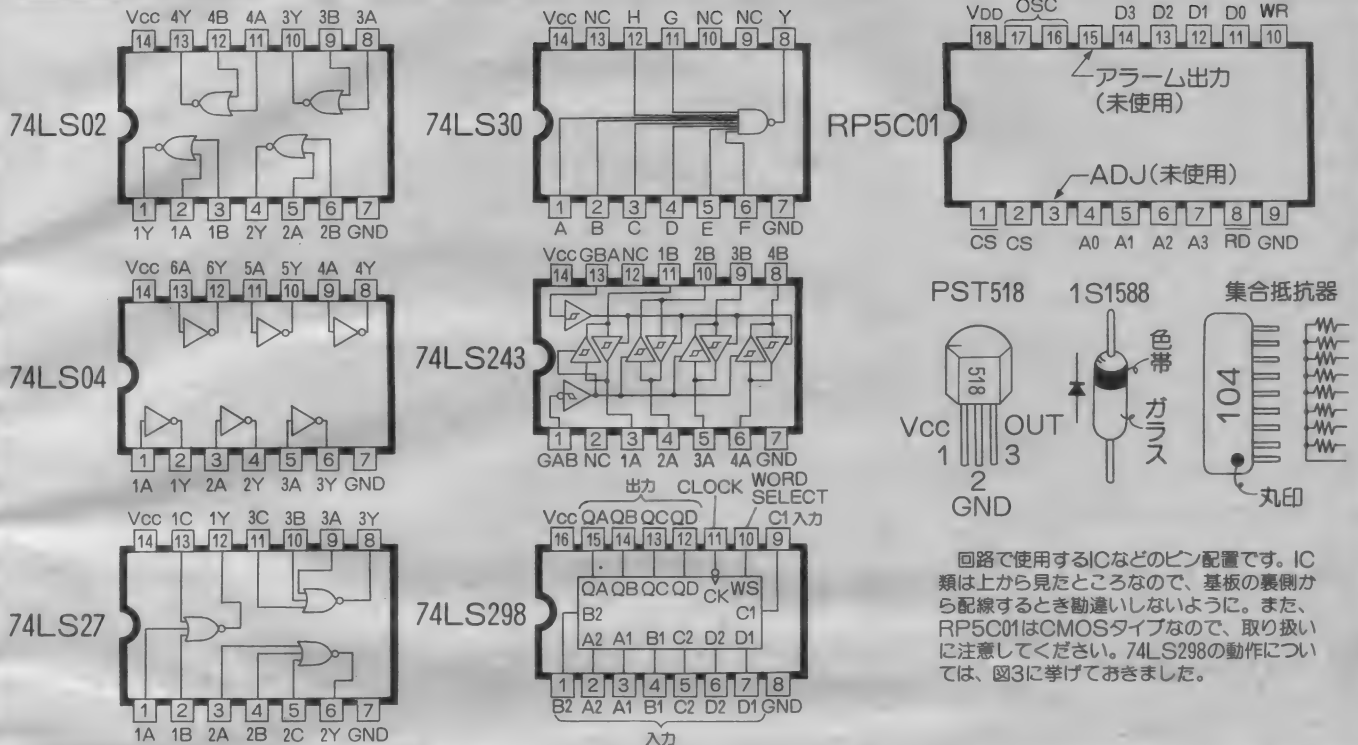 74LS02
Vcc 4Y 4B 4A 3Y 3B 3A
14 13 12 11 10 9 8
1 2 3 4 5 6 7
1Y 1A 1B 2Y 2A 2B GND
74LS04
Vcc 6A 6Y 5A 5Y 4A 4Y
14 13 12 11 10 9 8
1 2 3 4 5 6 7
1A 1Y 2A 2Y 3A 3Y GND
74LS27
Vcc 1C 1Y 3C 3B 3A 3Y
14 13 12 11 10 9 8
1 2 3 4 5 6 7
1A 1B 2A 2B 2C 2Y GND
74LS30
Vcc NC H G NC NC Y
14 13 12 11 10 9 8
1 2 3 4 5 6 7
A B C D E F GND
74LS243
Vcc GBA NC 1B 2B 3B 4B
14 13 12 11 10 9 8
1 2 3 4 5 6 7
GAB NC 1A 2A 3A 4A GND
74LS298
出力 CLOCK WORD
SELECT
Vcc QA QB QC QD C1入力
16 15 14 13 12 11 10 9
QA QB QC QD CK WS
B2 C1
A2 A1 B1 C2 D2 D1
1 2 3 4 5 6 7 8
B2 A2 A1 B1 C2 D2 D1 GND
入力
RP5C01
OSC
VDD D3 D2 D1 D0 WR
18 17 16 15 14 13 12 11 10
アラーム出力
(未使用)
ADJ(未使用)
1 2 3 4 5 6 7 8 9
CS CS A0 A1 A2 A3 RD GND
PST518
518
Vcc OUT
1 3
2
GND
1S1588
色帯
ガラス
集合抵抗器
104
丸印
回路で使用するICなどのピン配置です。IC
類は上から見たところなので、基板の裏側か
ら配線するとき勘違いしないように。また、
RP5C01はCMOSタイプなので、取り扱い
に注意してください。74LS298の動作につい
ては、図3に挙げておきました。